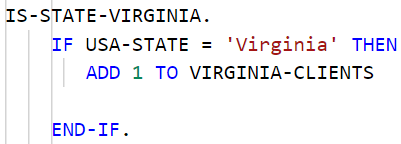 IS-STATE-VIRGINIA.
IF USA-STATE = 'Virginia' THEN
ADD 1 TO VIRGINIA-CLIENTS
END-IF.